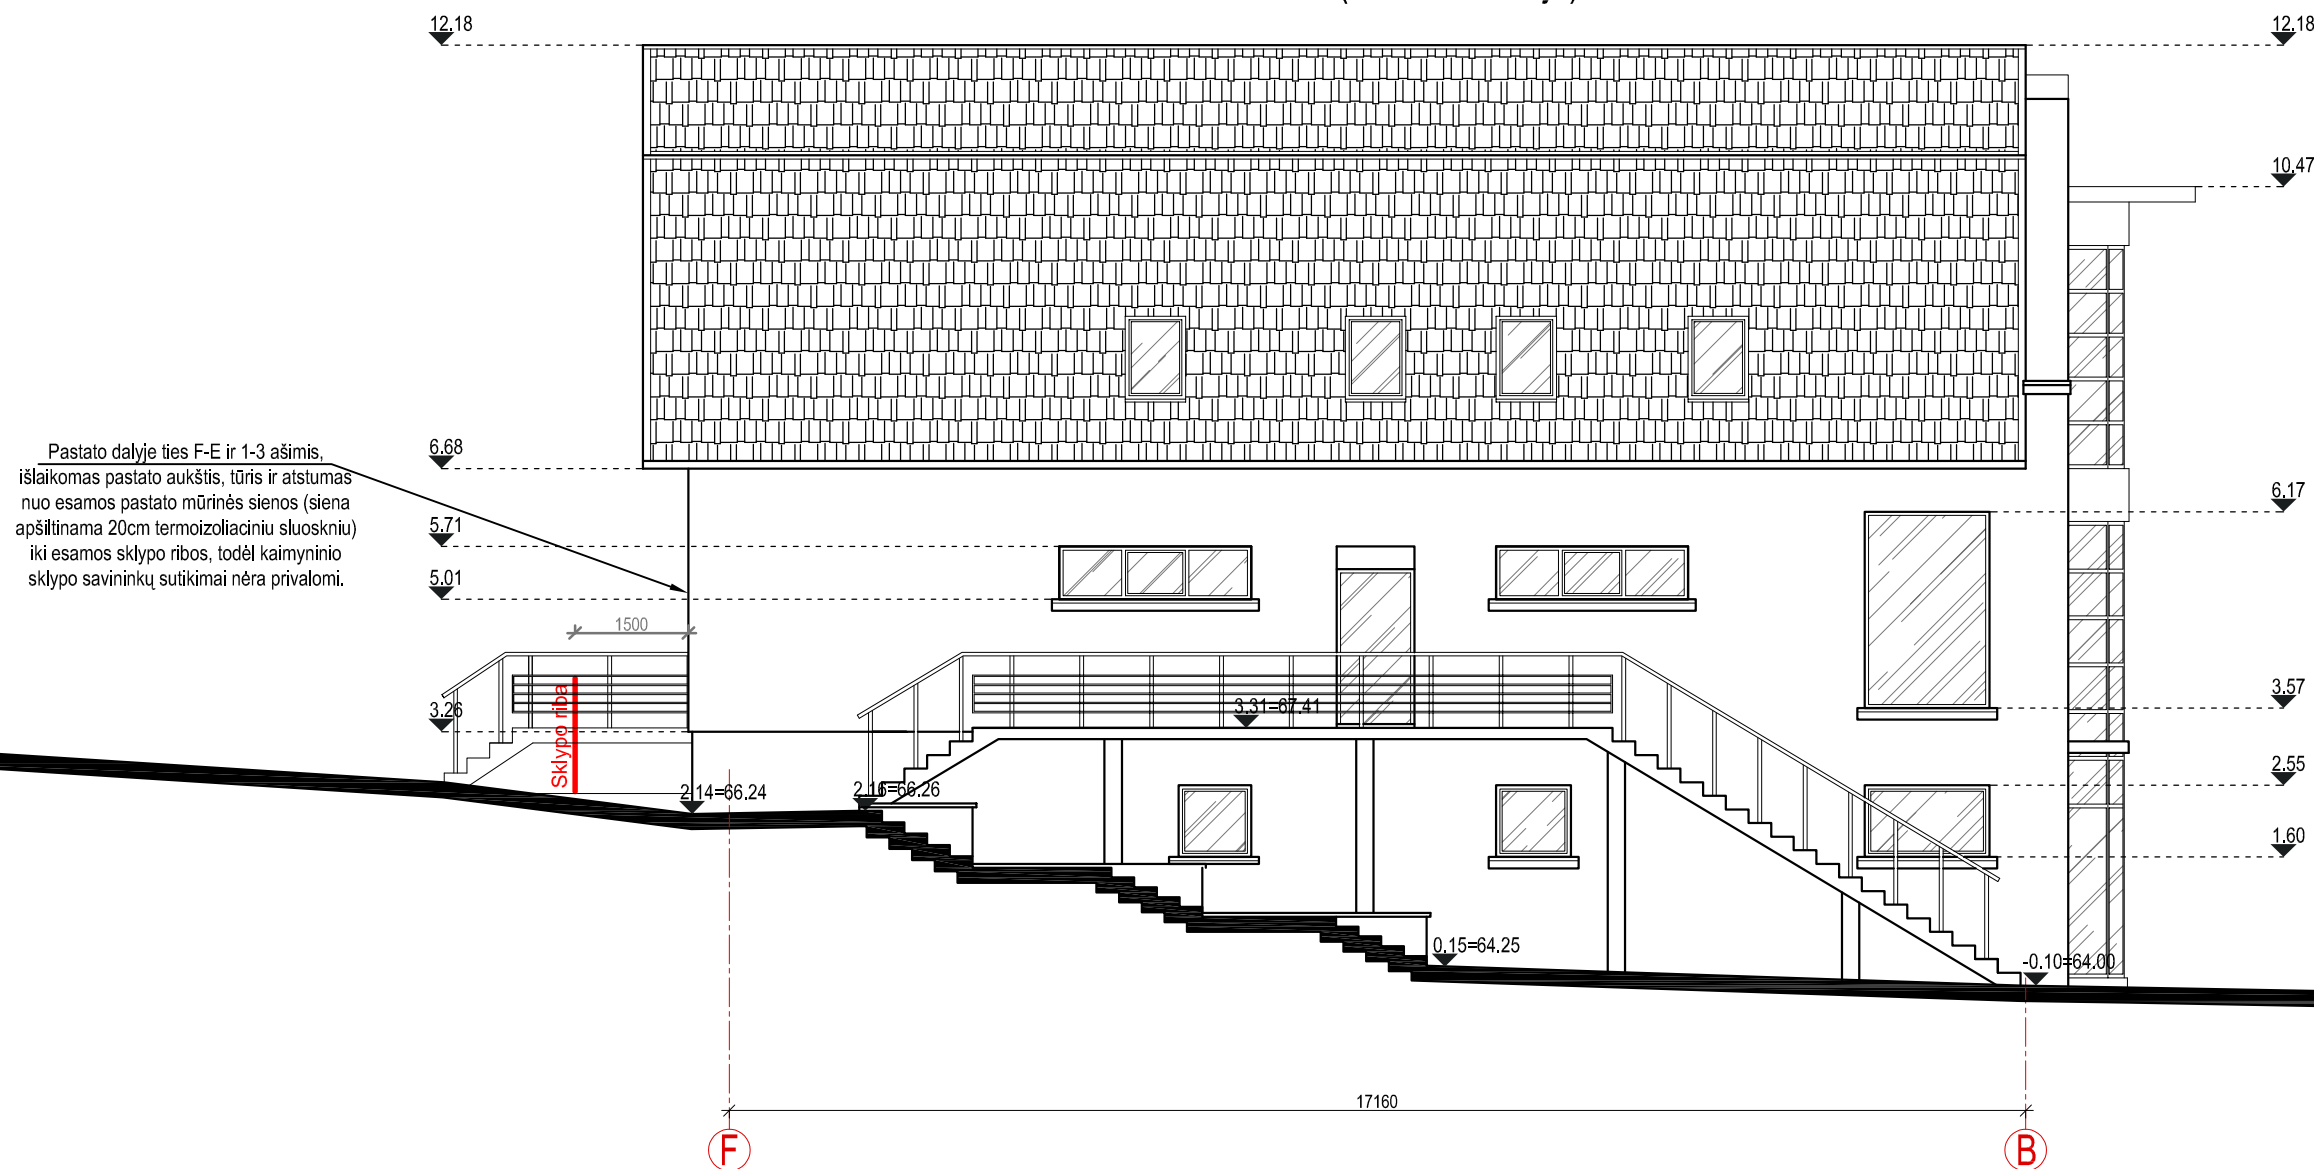 12.18
12.18
10.47
Pastato dalyje ties F-E ir 1-3 ašimis,
išlaikomas pastato aukštis, tūris ir atstumas
nuo esamos pastato mūrinės sienos (siena
apšiltinama 20cm termoizoliaciniu sluoskniu)
iki esamos sklypo ribos, todėl kaimyninio
sklypo savininkų sutikimai nėra privalomi.
6.68
6.17
5.71
5.01
1500
Sklypo riba
3.26
3.31=67.41
3.57
2.55
2.14=66.24
2.16=66.26
1.60
0.15=64.25
-0.10=64.00
17160
F
B